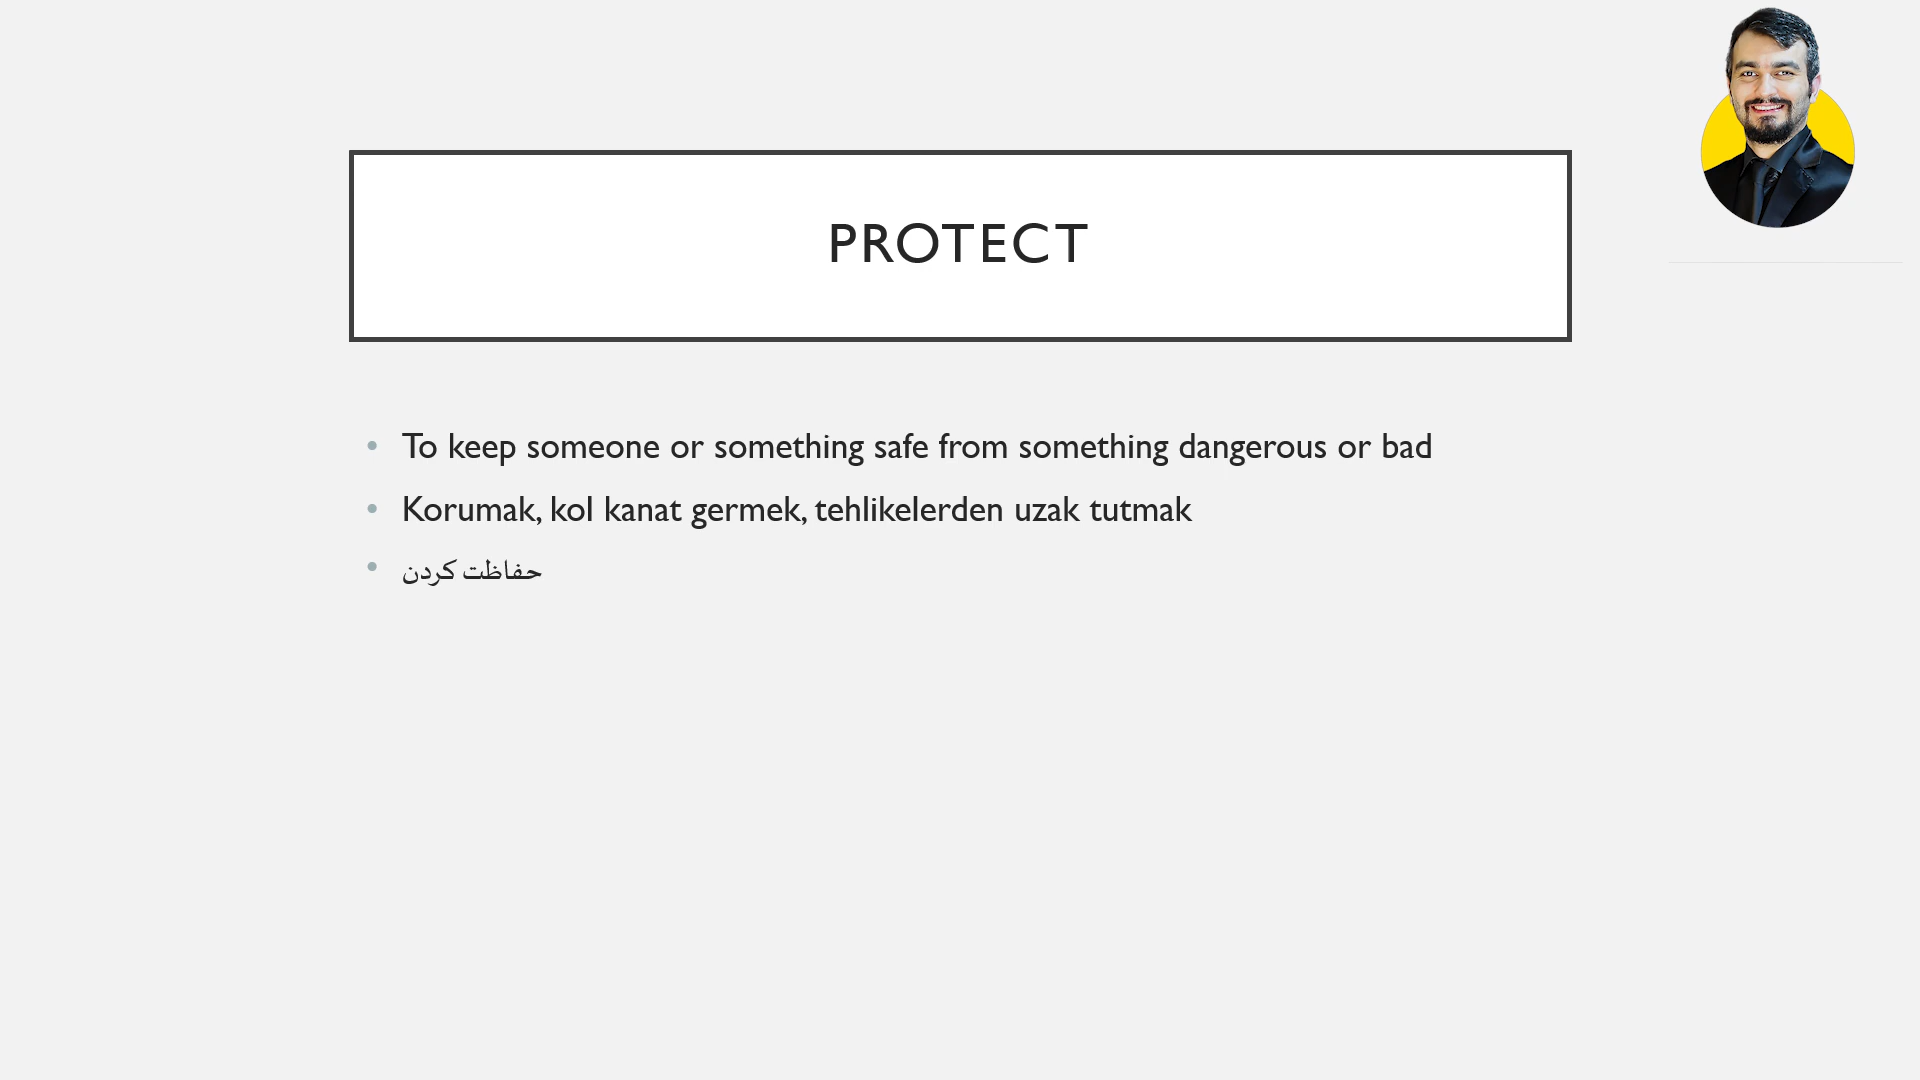 PROTECT
• To keep someone or something safe from something dangerous or bad
• Korumak, kol kanat germek, tehlikelerden uzak tutmak
• حفاظت کردن